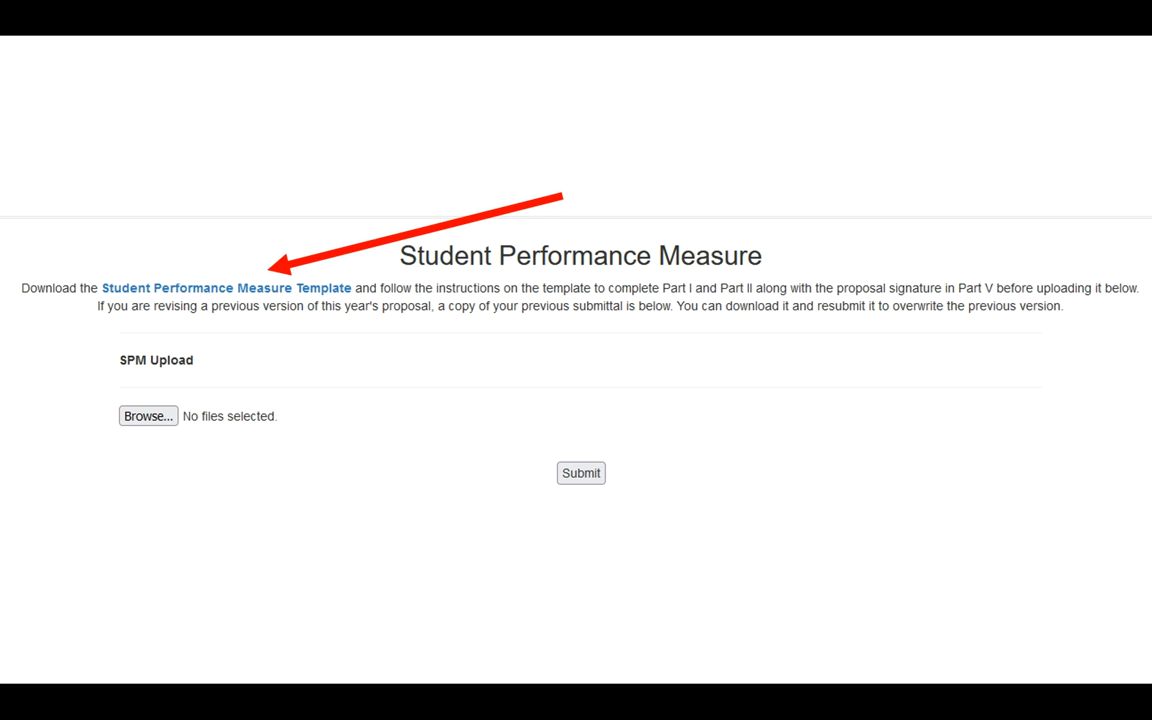 Student Performance Measure
Download the Student Performance Measure Template and follow the instructions on the template to complete Part I and Part II along with the proposal signature in Part V before uploading it below.
If you are revising a previous version of this year's proposal, a copy of your previous submittal is below. You can download it and resubmit it to overwrite the previous version.
SPM Upload
Browse... No files selected.
Submit